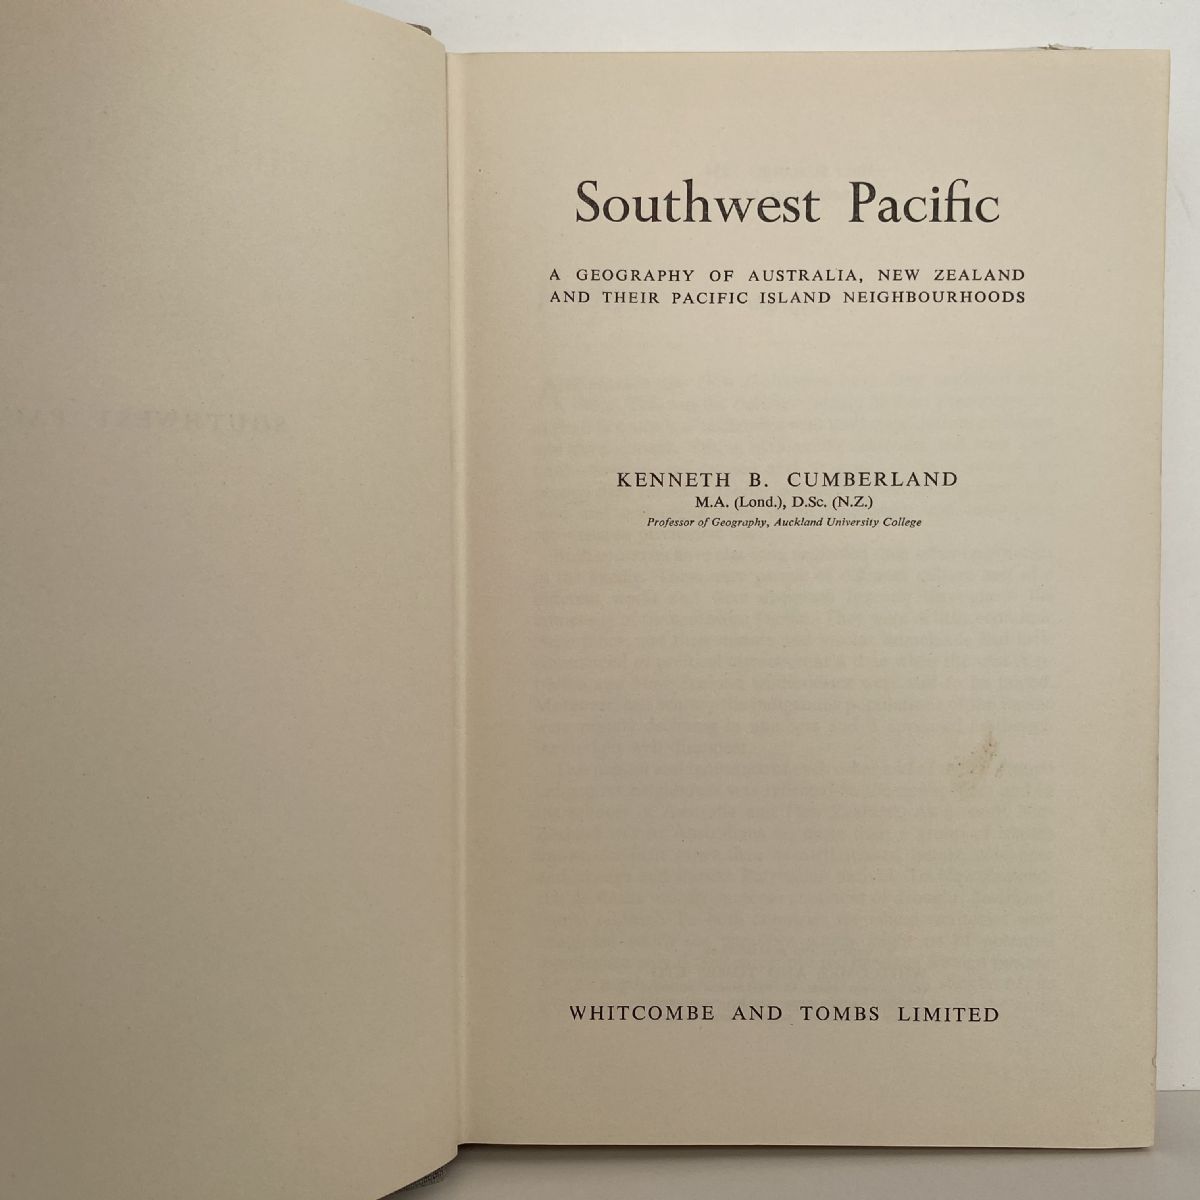 Southwest Pacific
A GEOGRAPHY OF AUSTRALIA, NEW ZEALAND
AND THEIR PACIFIC ISLAND NEIGHBOURHOODS
KENNETH B. CUMBERLAND
M.A. (Lond.), D.Sc. (N.Z.)
Professor of Geography, Auckland University College
WHITCOMBE AND TOMBS LIMITED